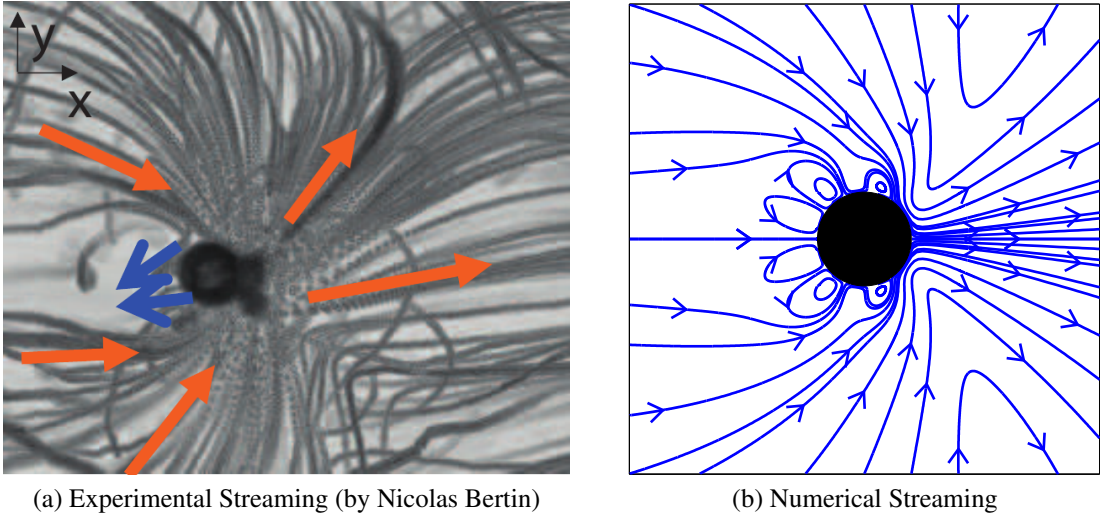 y
x
(a) Experimental Streaming (by Nicolas Bertin)
(b) Numerical Streaming